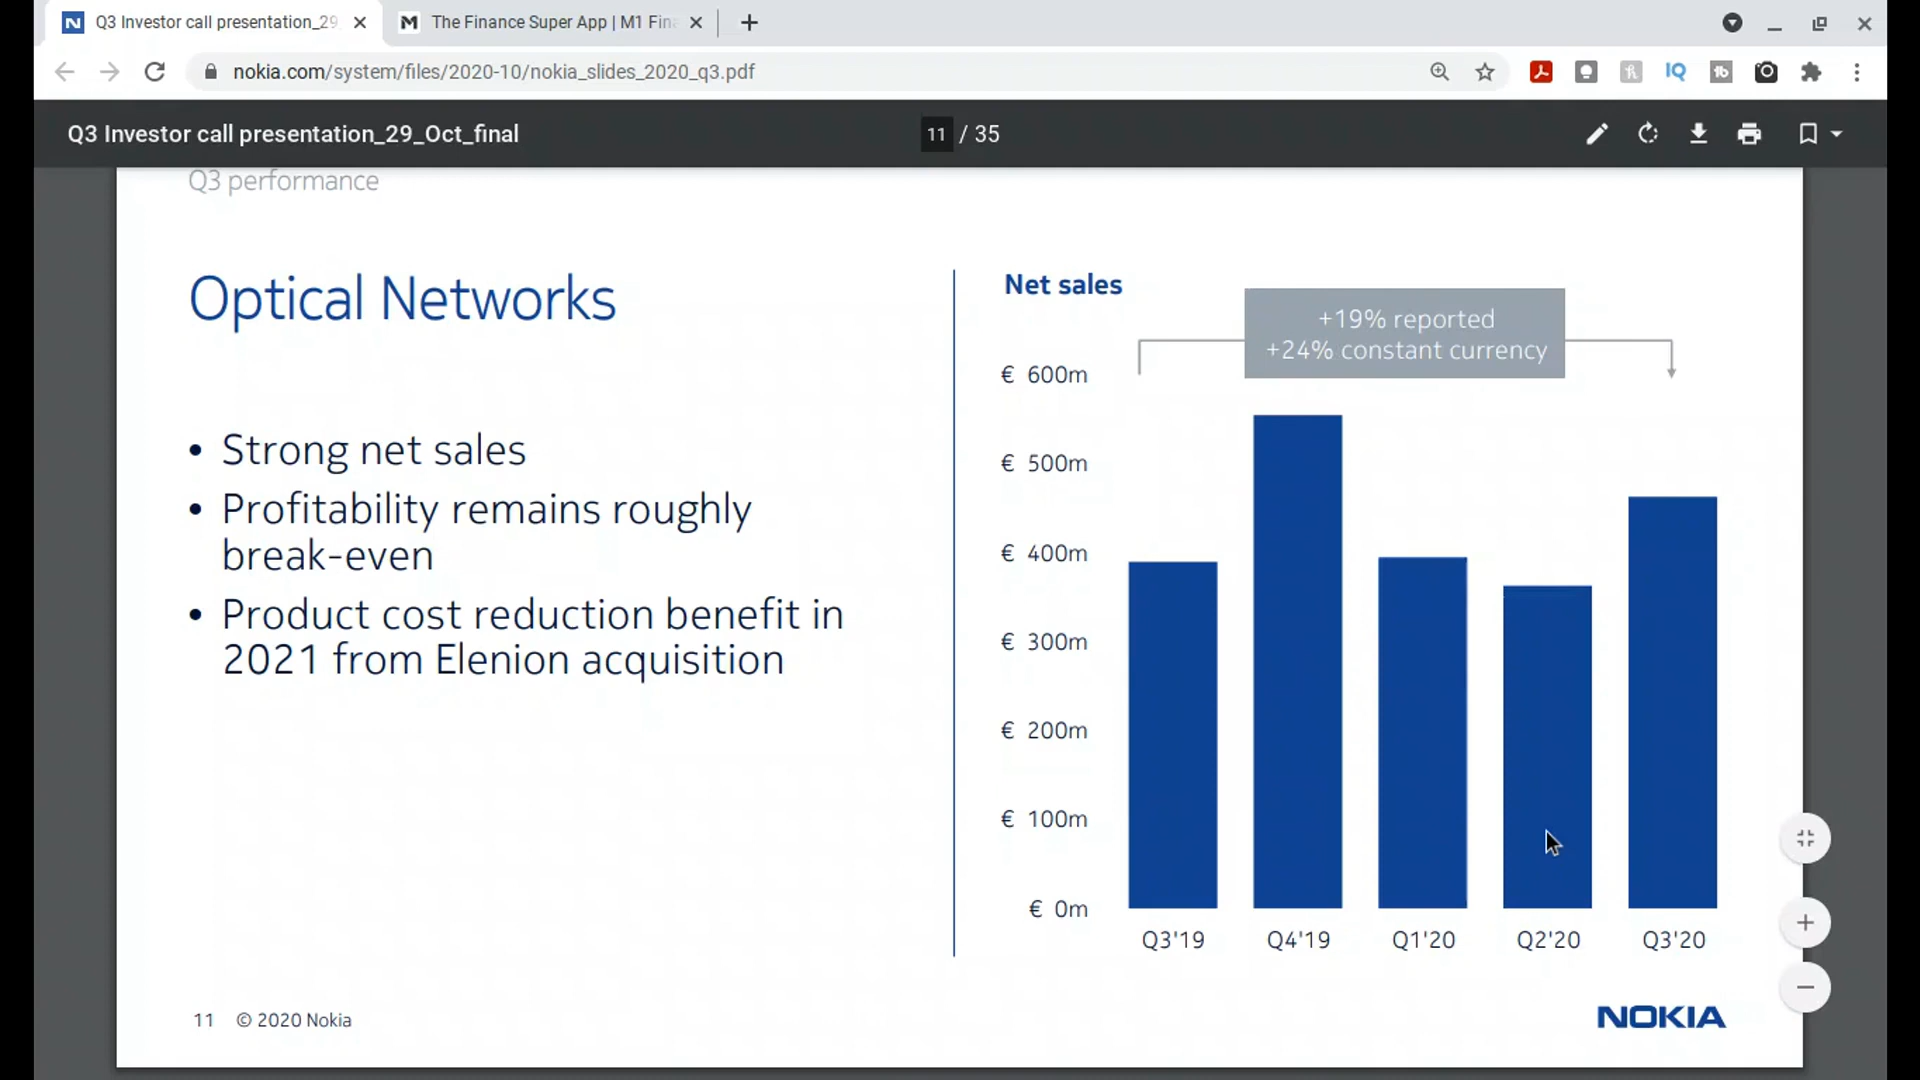 Q3 Investor call presentation_29
The Finance Super App | M1 Fin
nokia.com/system/files/2020-10/nokia_slides_2020_q3.pdf
IQ
Q3 Investor call presentation_29_Oct_final
11 / 35
Q3 performance
Optical Networks
• Strong net sales
• Profitability remains roughly
break-even
• Product cost reduction benefit in
2021 from Elenion acquisition
Net sales
+19% reported
+24% constant currency
€ 600m
€ 500m
€ 400m
€ 300m
€ 200m
€ 100m
€ 0m
Q3'19 Q4'19 Q1'20 Q2'20 Q3'20
11 © 2020 Nokia
NOKIA